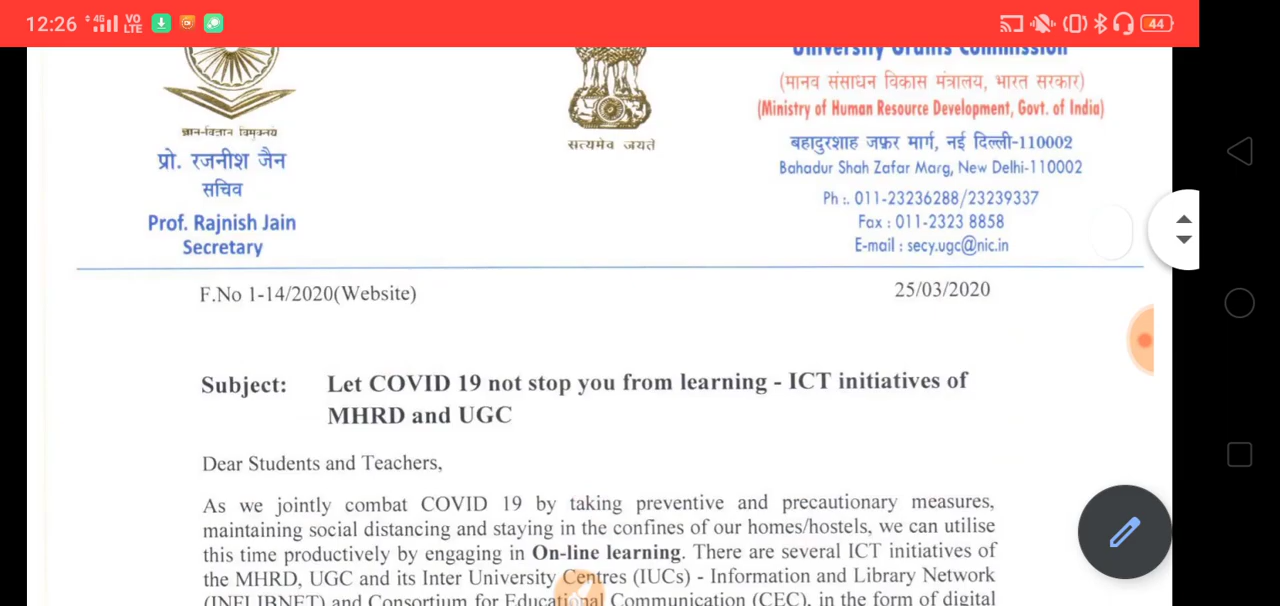 12:26 4G VO LTE 44
University Grants Commission
(मानव संसाधन विकास मंत्रालय, भारत सरकार)
(Ministry of Human Resource Development, Govt. of India)
बहादुरशाह जफ़र मार्ग, नई दिल्ली-110002
Bahadur Shah Zafar Marg, New Delhi-110002
Ph :. 011-23236288/23239337
Fax : 011-2323 8858
E-mail : secy.ugc@nic.in
ज्ञान-विज्ञान विमुक्तये
प्रो. रजनीश जैन
सचिव
Prof. Rajnish Jain
Secretary
सत्यमेव जयते
F.No 1-14/2020(Website)
25/03/2020
Subject: Let COVID 19 not stop you from learning - ICT initiatives of
MHRD and UGC
Dear Students and Teachers,
As we jointly combat COVID 19 by taking preventive and precautionary measures,
maintaining social distancing and staying in the confines of our homes/hostels, we can utilise
this time productively by engaging in On-line learning. There are several ICT initiatives of
the MHRD, UGC and its Inter University Centres (IUCs) - Information and Library Network
(INFLIBNET) and Consortium for Educational Communication (CEC), in the form of digital